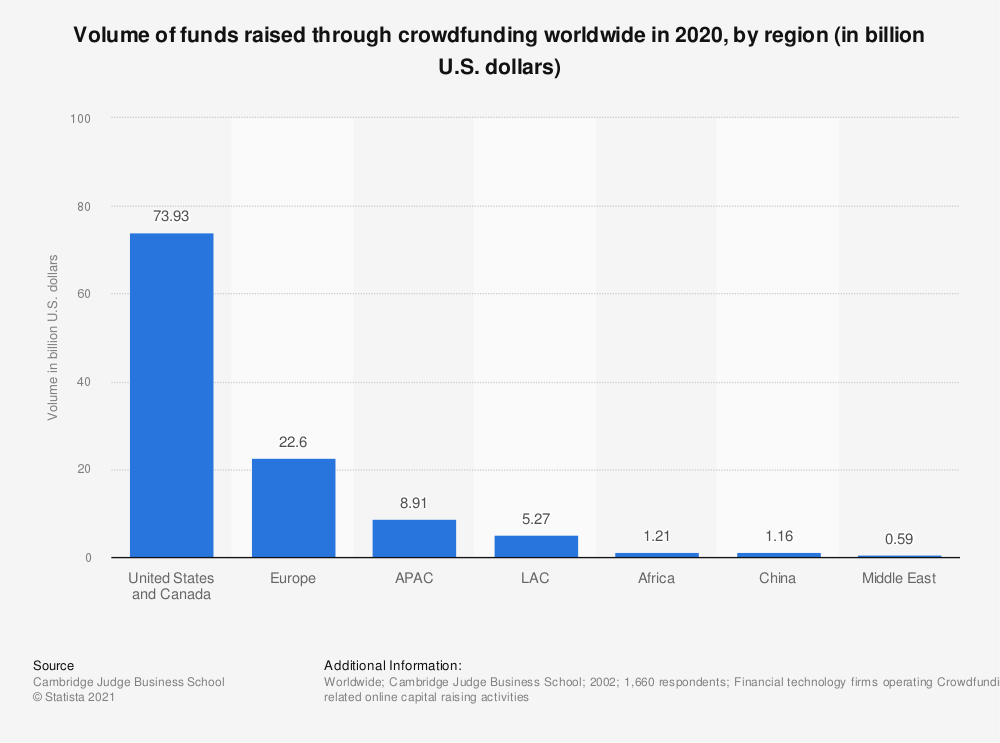 Volume of funds raised through crowdfunding worldwide in 2020, by region (in billion
U.S. dollars)
Volume in billion U.S. dollars
100
80
60
40
20
0
73.93
22.6
8.91
5.27
1.21
1.16
0.59
United States
and Canada
Europe
APAC
LAC
Africa
China
Middle East
Source
Cambridge Judge Business School
© Statista 2021
Additional Information:
Worldwide; Cambridge Judge Business School; 2002; 1,660 respondents; Financial technology firms operating Crowdfundi
related online capital raising activities